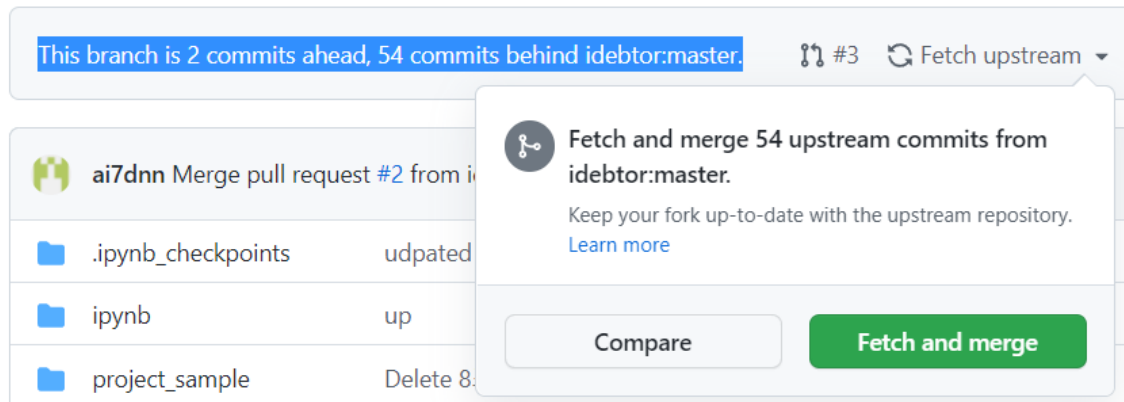 This branch is 2 commits ahead, 54 commits behind idebtor:master.
#3
Fetch upstream
Fetch and merge 54 upstream commits from
idebtor:master.
Keep your fork up-to-date with the upstream repository.
Learn more
Compare
Fetch and merge
ai7dnn Merge pull request #2 from
.ipynb_checkpoints
udpated
ipynb
up
project_sample
Delete